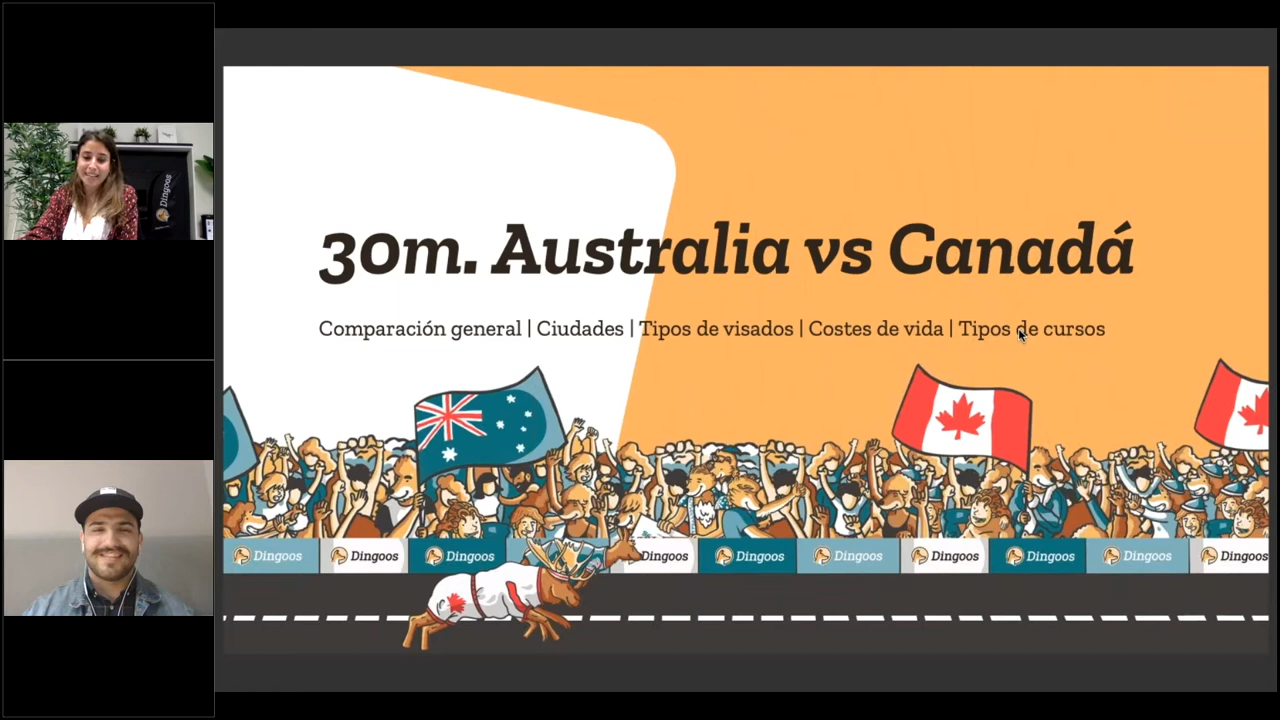 Dingoos
30m. Australia vs Canadá
Comparación general | Ciudades | Tipos de visados | Costes de vida | Tipos de cursos
Dingoos
Dingoos
Dingoos
Dingoos
Dingoos
Dingoos
Dingoos
Dingoos
Dingoos
Dingoos